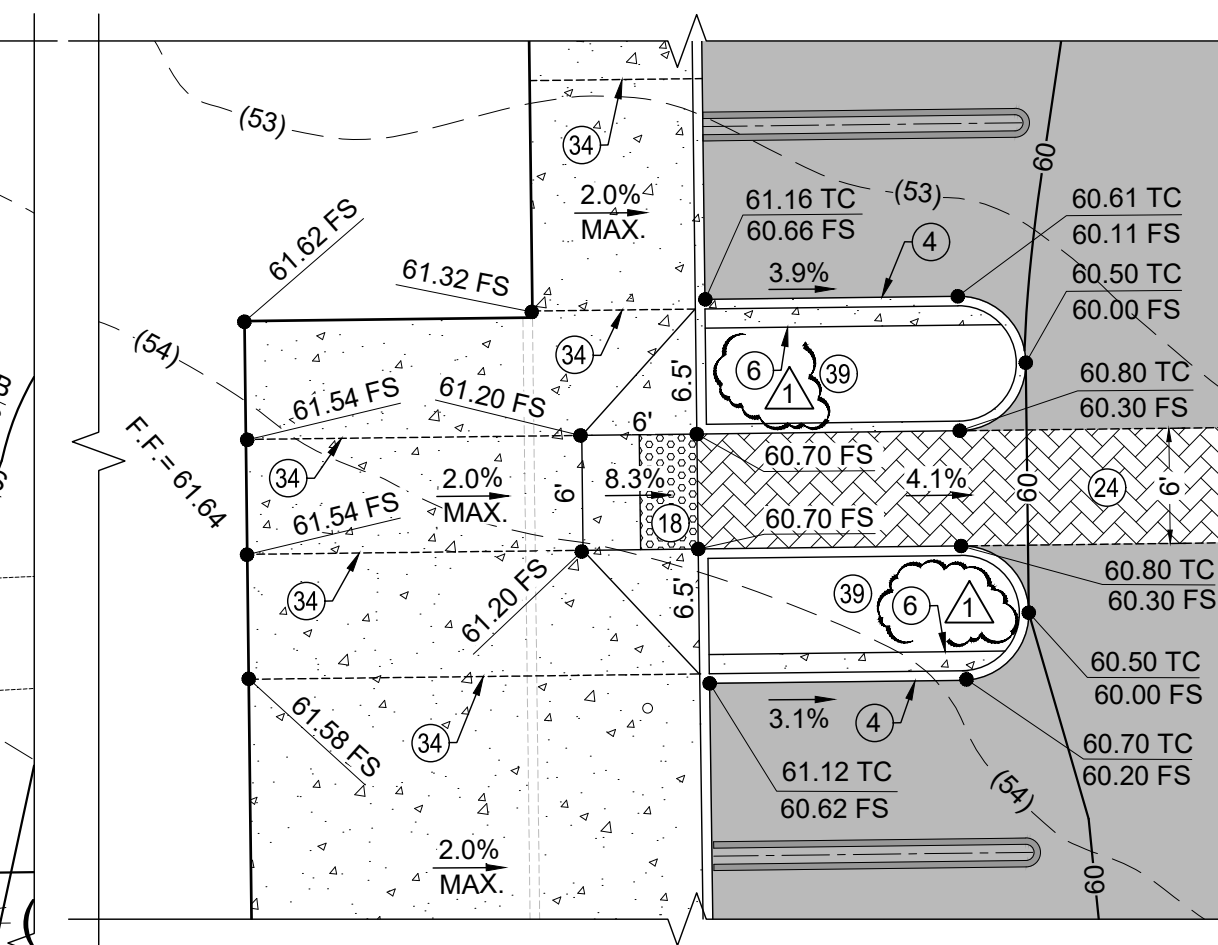 (53)
34
2.0%
MAX.
61.62 FS
61.32 FS
61.16 TC
60.66 FS
(53)
60
60.61 TC
60.11 FS
4
3.9%
60.50 TC
60.00 FS
(54)
34
6
1
39
6.5'
60.80 TC
60.30 FS
61.54 FS
61.20 FS
6'
F.F.= 61.64
34
2.0%
MAX.
6'
8.3%
18
60.70 FS
4.1%
60
24
6'
61.54 FS
60.70 FS
34
61.20 FS
6.5'
39
6
1
60.80 TC
60.30 FS
61.58 FS
34
3.1%
4
60.50 TC
60.00 FS
61.12 TC
60.62 FS
(54)
60.70 TC
60.20 FS
2.0%
MAX.
60